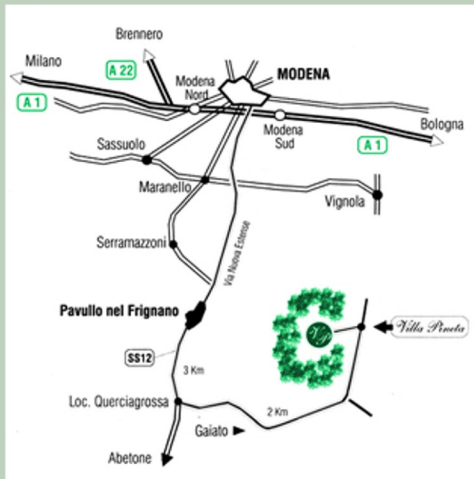 Brennero
Milano
A 22
MODENA
Modena
Nord
A 1
Modena
Sud
Bologna
A 1
Sassuolo
Maranello
Vignola
Serramazzoni
Via Nuova Estense
Pavullo nel Frignano
VP
Villa Pineta
SS12
3 Km
Loc. Querciagrossa
2 Km
Gaiato
Abetone